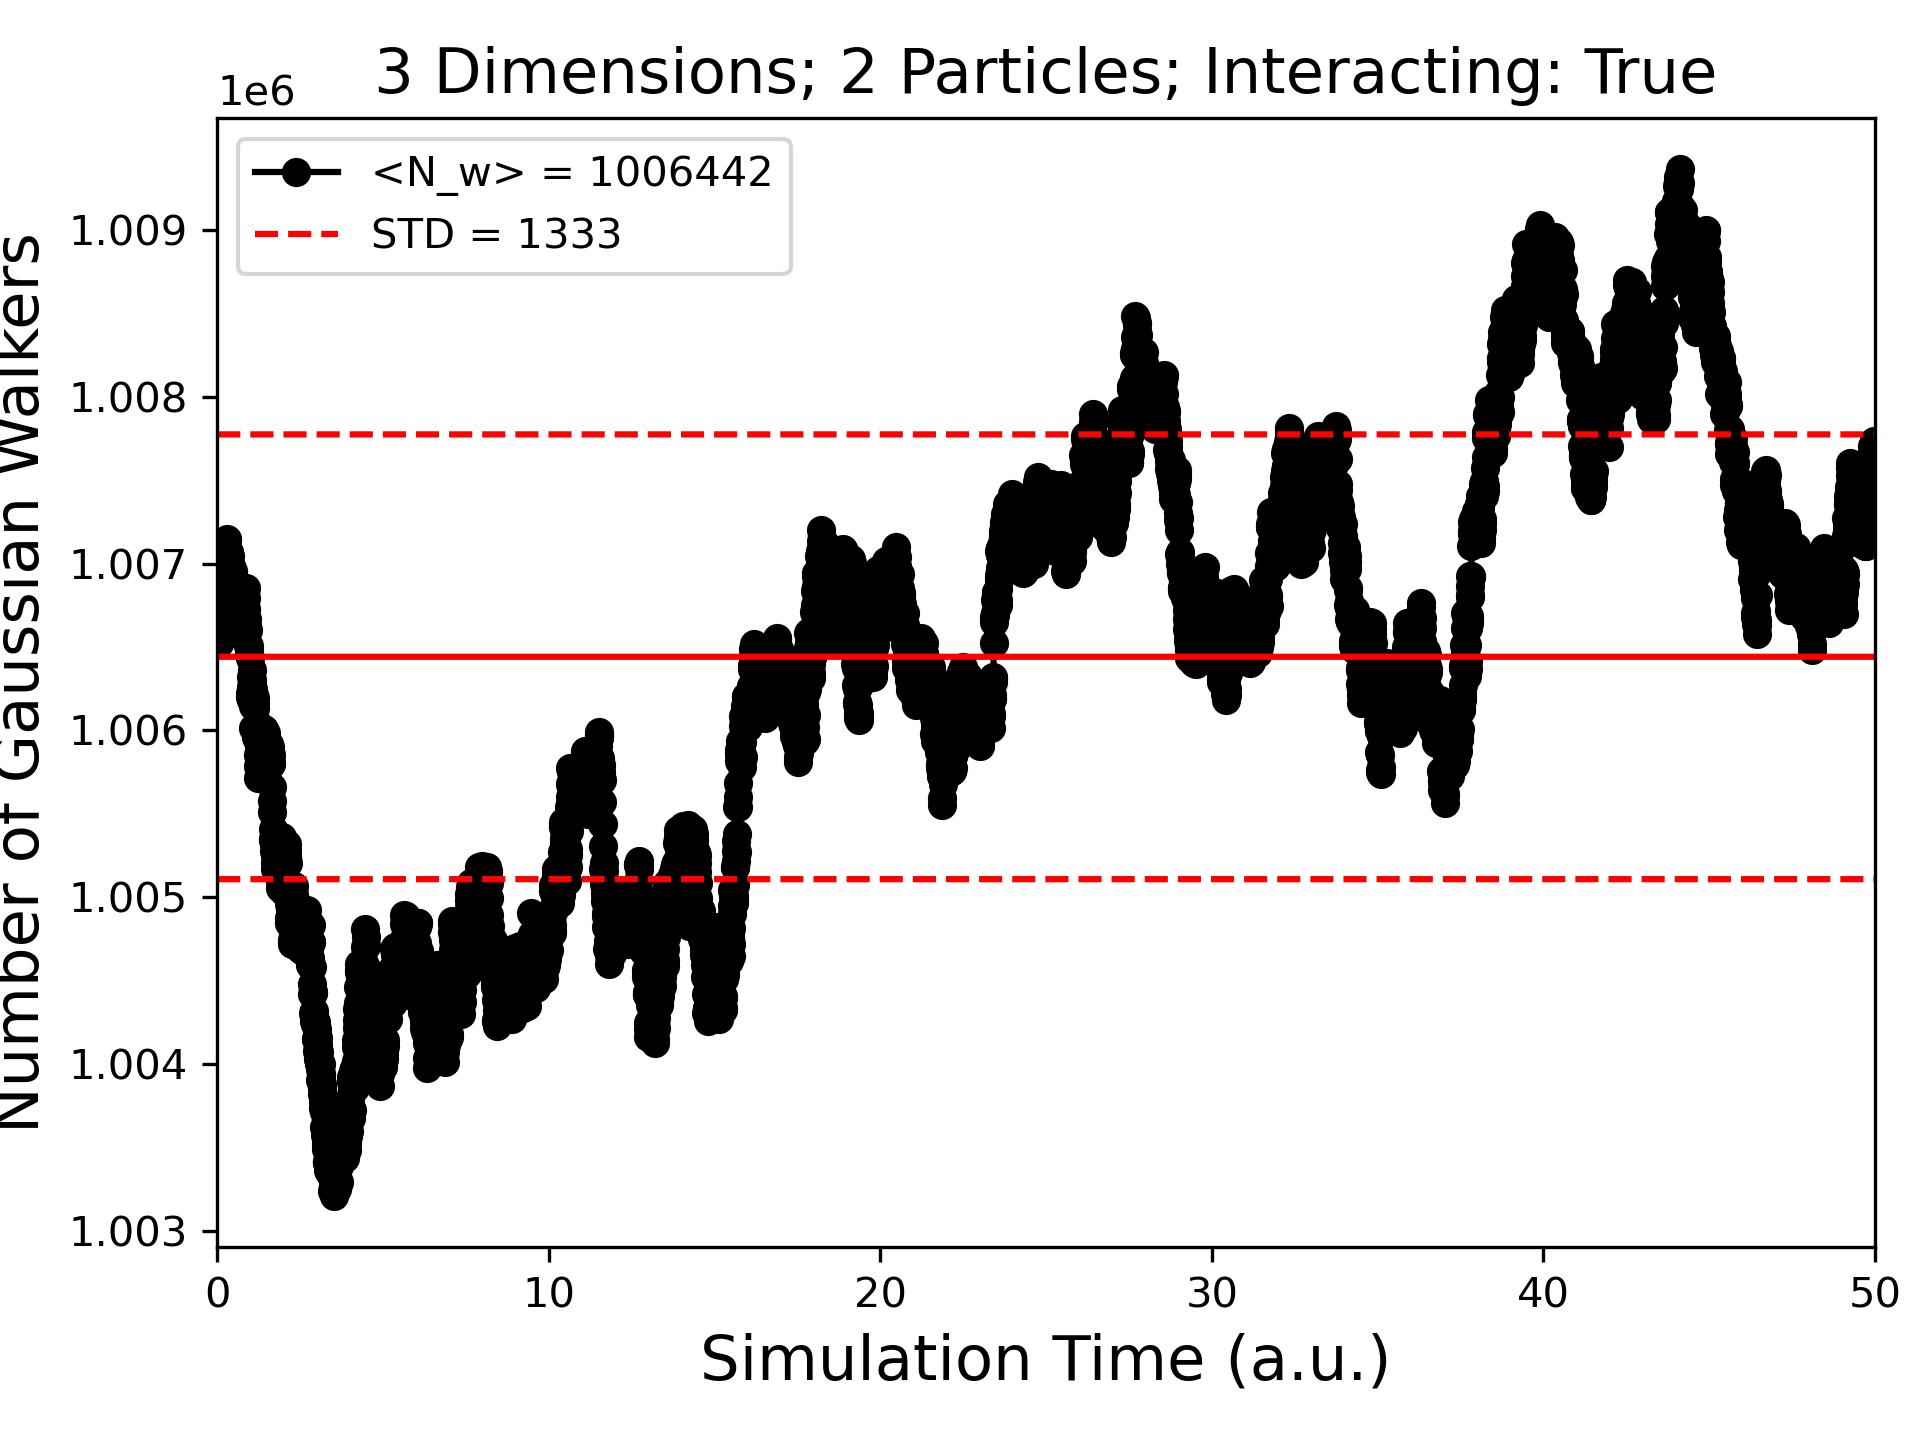 3 Dimensions; 2 Particles; Interacting: True
1e6
<N_w> = 1006442
STD = 1333
Number of Gaussian Walkers
1.009
1.008
1.007
1.006
1.005
1.004
1.003
0 10 20 30 40 50
Simulation Time (a.u.)